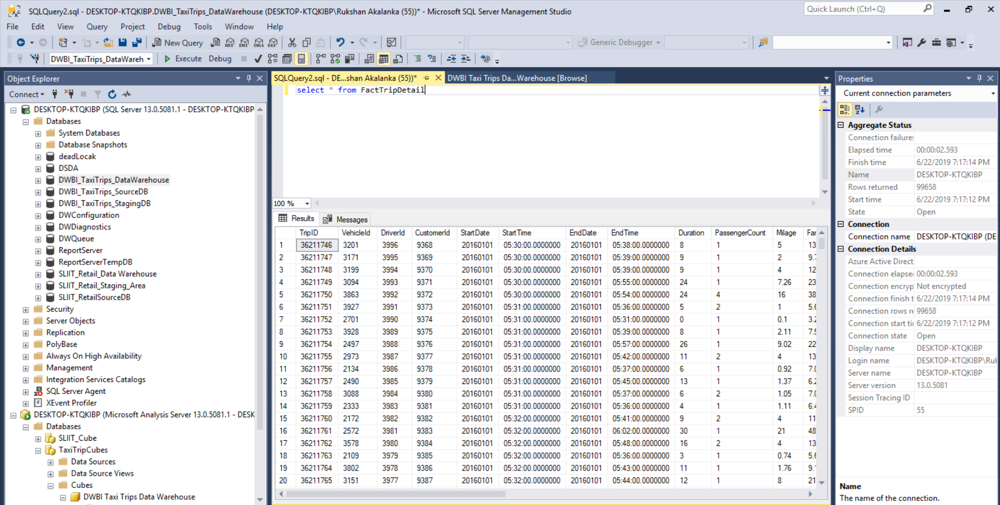 SQLQuery2.sql - DESKTOP-KTQKIBP.DWBI_TaxiTrips_DataWarehouse (DESKTOP-KTQKIBP\Rukshan Akalanka (55))* - Microsoft SQL Server Management Studio
Quick Launch (Ctrl+Q)
File Edit View Query Project Debug Tools Window Help
New Query MDX DMX XMLA DAX Generic Debugger
DWBI_TaxiTrips_DataWareh Execute Debug
Object Explorer
Connect
DESKTOP-KTQKIBP (SQL Server 13.0.5081.1 - DESKTOP-KTQKIBP
Databases
System Databases
Database Snapshots
deadLocak
DSDA
DWBI_TaxiTrips_DataWarehouse
DWBI_TaxiTrips_SourceDB
DWBI_TaxiTrips_StagingDB
DWConfiguration
DWDiagnostics
DWQueue
ReportServer
ReportServerTempDB
SLIIT_Retail_Data Warehouse
SLIIT_Retail_Staging_Area
SLIIT_RetailSourceDB
Security
Server Objects
Replication
PolyBase
Always On High Availability
Management
Integration Services Catalogs
SQL Server Agent
XEvent Profiler
DESKTOP-KTQKIBP (Microsoft Analysis Server 13.0.5081.1 - DESK
Databases
SLIIT_Cube
TaxiTripCubes
Data Sources
Data Source Views
Cubes
DWBI Taxi Trips Data Warehouse
SQLQuery2.sql - DE...shan Akalanka (55))* DWBI Taxi Trips Da...Warehouse [Browse]
select * from FactTripDetail
100 %
Results Messages
TripID VehicleId DriverId CustomerId StartDate StartTime EndDate EndTime Duration PassengerCount Milage Far
1 36211746 3201 3996 9368 20160101 05:30:00.0000000 20160101 05:38:00.0000000 8 1 5 13
2 36211747 3171 3995 9369 20160101 05:30:00.0000000 20160101 05:39:00.0000000 9 1 2 9.7
3 36211748 3199 3994 9370 20160101 05:30:00.0000000 20160101 05:39:00.0000000 9 1 4 12
4 36211749 3094 3993 9371 20160101 05:30:00.0000000 20160101 05:55:00.0000000 24 1 7.26 23
5 36211750 3863 3992 9372 20160101 05:30:00.0000000 20160101 05:54:00.0000000 24 4 16 38
6 36211751 3927 3991 9373 20160101 05:31:00.0000000 20160101 05:36:00.0000000 5 2 1 5.6
7 36211752 2701 3990 9374 20160101 05:31:00.0000000 20160101 05:31:00.0000000 0 1 0.1 3.2
8 36211753 3928 3989 9375 20160101 05:31:00.0000000 20160101 05:39:00.0000000 8 1 2.11 7.5
9 36211754 2497 3988 9376 20160101 05:31:00.0000000 20160101 05:57:00.0000000 26 1 9.02 22
10 36211755 2973 3987 9377 20160101 05:31:00.0000000 20160101 05:42:00.0000000 11 2 4 13
11 36211756 2134 3986 9378 20160101 05:31:00.0000000 20160101 05:37:00.0000000 6 1 0.92 7.0
12 36211757 2490 3985 9379 20160101 05:31:00.0000000 20160101 05:45:00.0000000 13 1 1.37 6.2
13 36211758 3088 3984 9380 20160101 05:31:00.0000000 20160101 05:37:00.0000000 6 2 1.05 7.0
14 36211759 2333 3983 9381 20160101 05:31:00.0000000 20160101 05:36:00.0000000 4 1 1.11 6.4
15 36211760 2172 3982 9382 20160101 05:32:00.0000000 20160101 05:41:00.0000000 9 2 4 11
16 36211761 2572 3981 9383 20160101 05:32:00.0000000 20160101 06:02:00.0000000 30 1 21 48
17 36211762 3578 3980 9384 20160101 05:32:00.0000000 20160101 05:48:00.0000000 16 2 4 13
18 36211763 2109 3979 9385 20160101 05:32:00.0000000 20160101 05:36:00.0000000 3 1 0.74 5.6
19 36211764 3802 3978 9386 20160101 05:32:00.0000000 20160101 05:43:00.0000000 11 1 1.76 9.1
20 36211765 3151 3977 9387 20160101 05:32:00.0000000 20160101 05:44:00.0000000 12 1 8 21
Properties
Current connection parameters
Aggregate Status
Connection failures
Elapsed time 00:00:02.593
Finish time 6/22/2019 7:17:14 PM
Name DESKTOP-KTQKIBP
Rows returned 99658
Start time 6/22/2019 7:17:12 PM
State Open
Connection
Connection name DESKTOP-KTQKIBP (DE
Connection Details
Azure Active Direct
Connection elapse 00:00:02.593
Connection encryp Not encrypted
Connection finish t 6/22/2019 7:17:14 PM
Connection rows re 99658
Connection start ti 6/22/2019 7:17:12 PM
Connection state Open
Display name DESKTOP-KTQKIBP
Login name DESKTOP-KTQKIBP\Ruk
Server name DESKTOP-KTQKIBP
Server version 13.0.5081
Session Tracing ID
SPID 55
Name
The name of the connection.